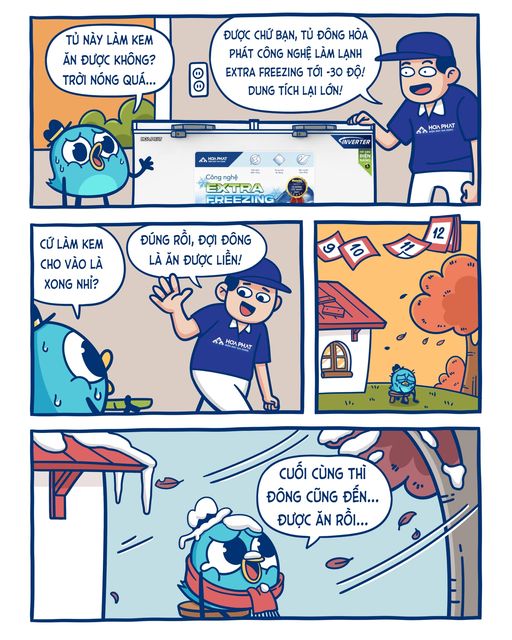 TỦ NÀY LÀM KEM
ĂN ĐƯỢC KHÔNG?
TRỜI NÓNG QUÁ...
ĐƯỢC CHỨ BẠN, TỦ ĐÔNG HÒA
PHÁT CÔNG NGHỆ LÀM LẠNH
EXTRA FREEZING TỚI -30 ĐỘ!
DUNG TÍCH LẠI LỚN!
HOA PHAT
HOA PHAT
INVERTER
Công nghệ
EXTRA
FREEZING
CỨ LÀM KEM
CHO VÀO LÀ
XONG NHỈ?
ĐÚNG RỒI, ĐỢI ĐÔNG
LÀ ĂN ĐƯỢC LIỀN!
HOA PHAT
9
10
11
12
CUỐI CÙNG THÌ
ĐÔNG CŨNG ĐẾN...
ĐƯỢC ĂN RỒI...